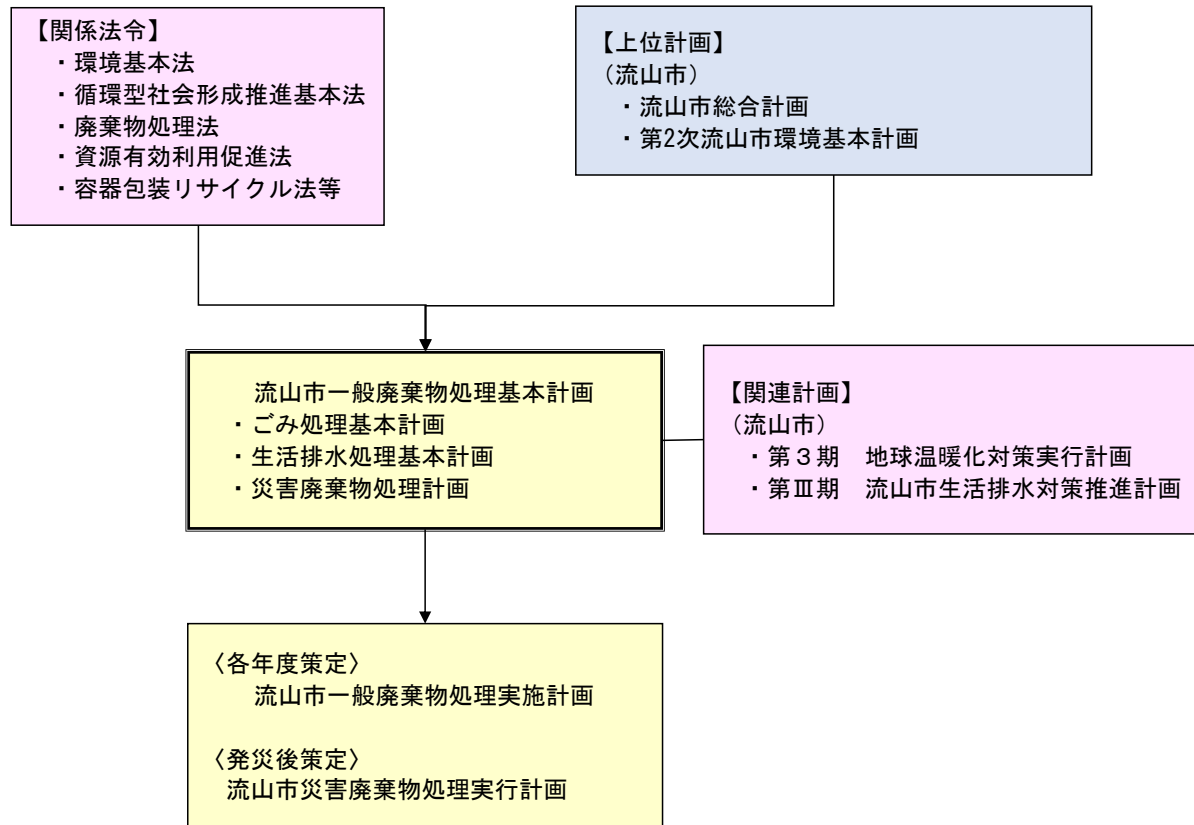 【関係法令】
・環境基本法
・循環型社会形成推進基本法
・廃棄物処理法
・資源有効利用促進法
・容器包装リサイクル法等
【上位計画】
（流山市）
・流山市総合計画
・第2次流山市環境基本計画
流山市一般廃棄物処理基本計画
・ごみ処理基本計画
・生活排水処理基本計画
・災害廃棄物処理計画
【関連計画】
（流山市）
・第３期　地球温暖化対策実行計画
・第Ⅲ期　流山市生活排水対策推進計画
〈各年度策定〉
流山市一般廃棄物処理実施計画
〈発災後策定〉
流山市災害廃棄物処理実行計画